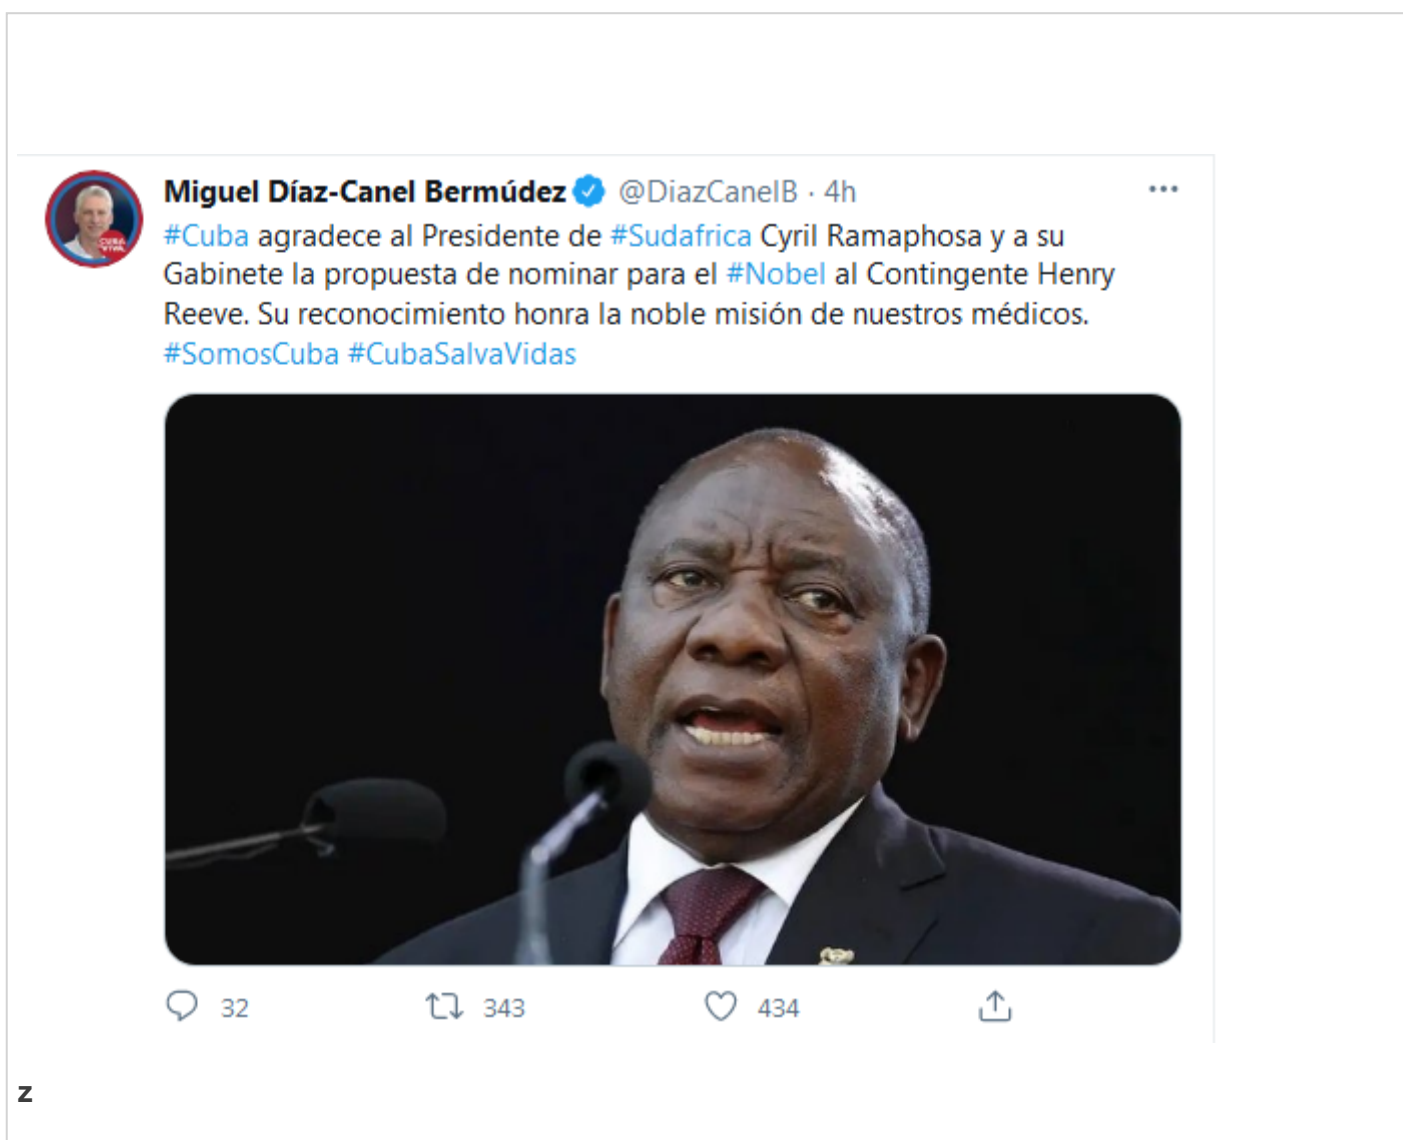 Miguel Díaz-Canel Bermúdez @DiazCanelB · 4h
#Cuba agradece al Presidente de #Sudafrica Cyril Ramaphosa y a su
Gabinete la propuesta de nominar para el #Nobel al Contingente Henry
Reeve. Su reconocimiento honra la noble misión de nuestros médicos.
#SomosCuba #CubaSalvaVidas
32 343 434
z